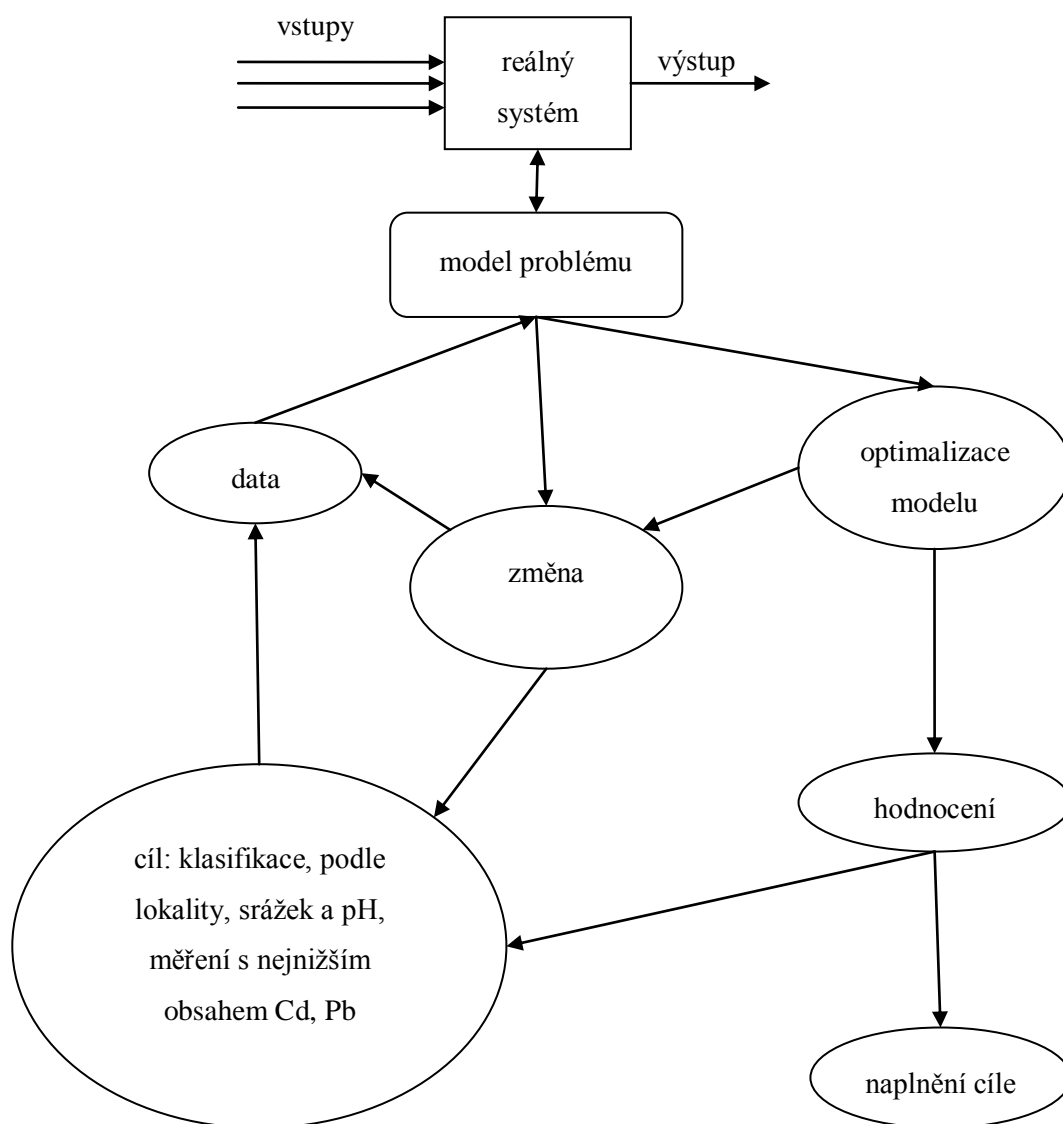 vstupy
reálný
systém
výstup
model problému
data
optimalizace
modelu
změna
hodnocení
cíl: klasifikace, podle
lokality, srážek a pH,
měření s nejnižším
obsahem Cd, Pb
naplnění cíle